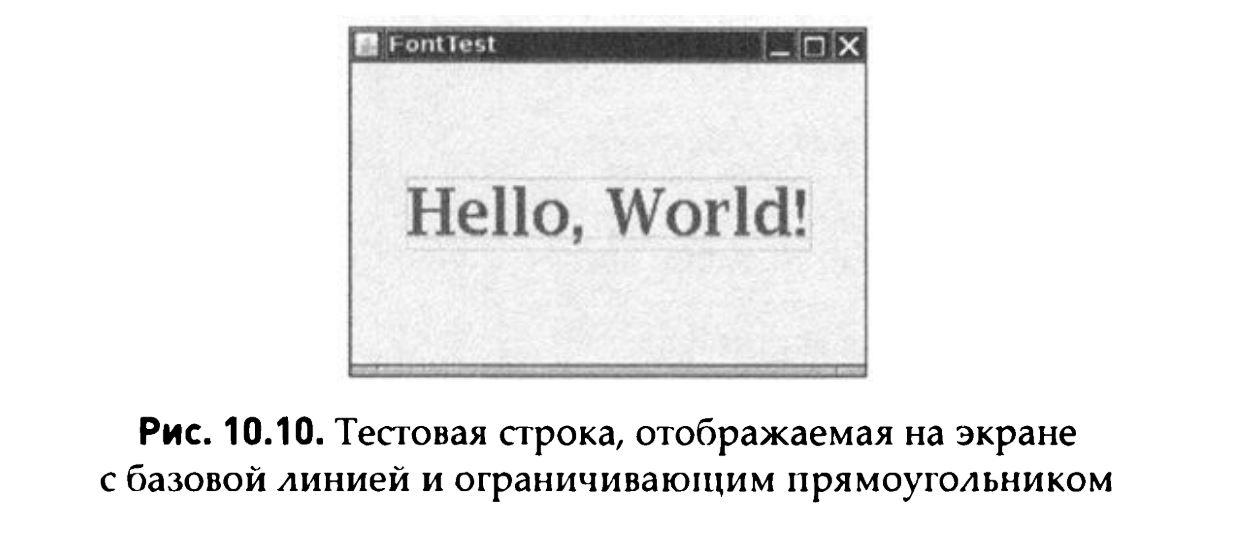 FontTest
Hello, World!
Рис. 10.10. Тестовая строка, отображаемая на экране
с базовой линией и ограничивающим прямоугольником